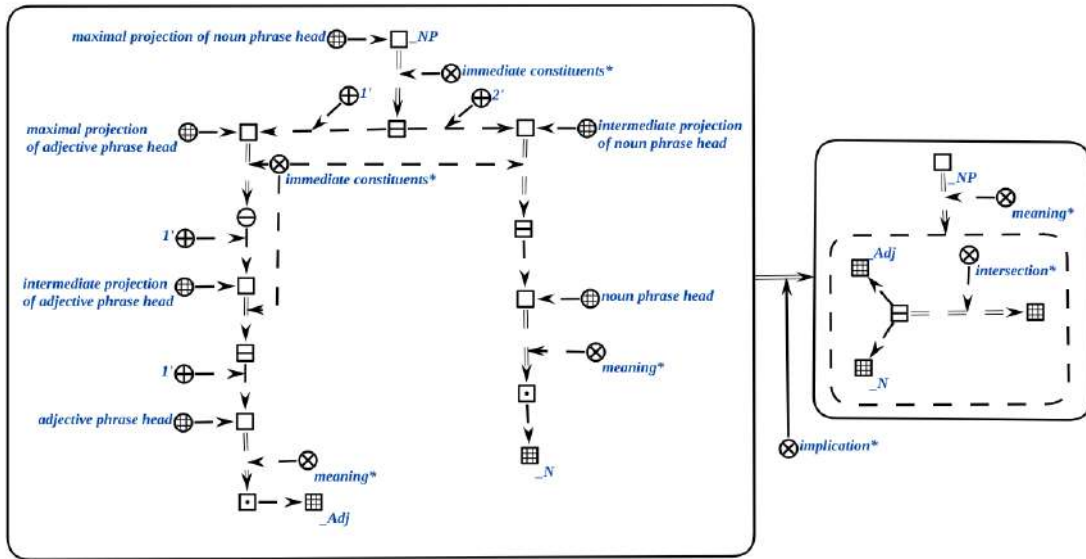 maximal projection of noun phrase head
_NP
immediate constituents*
1'
2'
maximal projection
of adjective phrase head
intermediate projection
of noun phrase head
immediate constituents*
1'
intermediate projection
of adjective phrase head
noun phrase head
1'
meaning*
adjective phrase head
meaning*
_N
_Adj
_NP
meaning*
_Adj
intersection*
_N
implication*